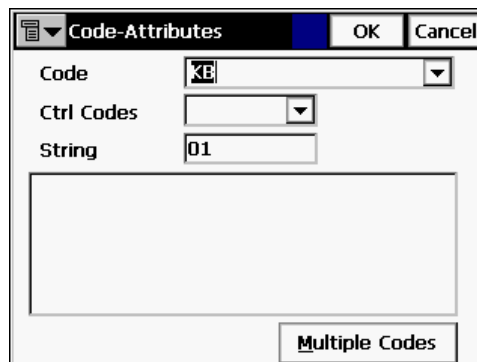 Code-Attributes OK Cancel
Code KB
Ctrl Codes
String 01
Multiple Codes